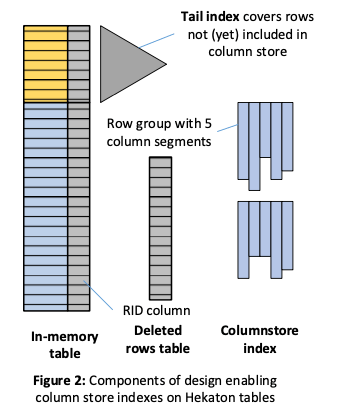 Tail index covers rows
not (yet) included in
column store
Row group with 5
column segments
RID column
In-memory
table
Deleted
rows table
Columnstore
index
Figure 2: Components of design enabling
column store indexes on Hekaton tables